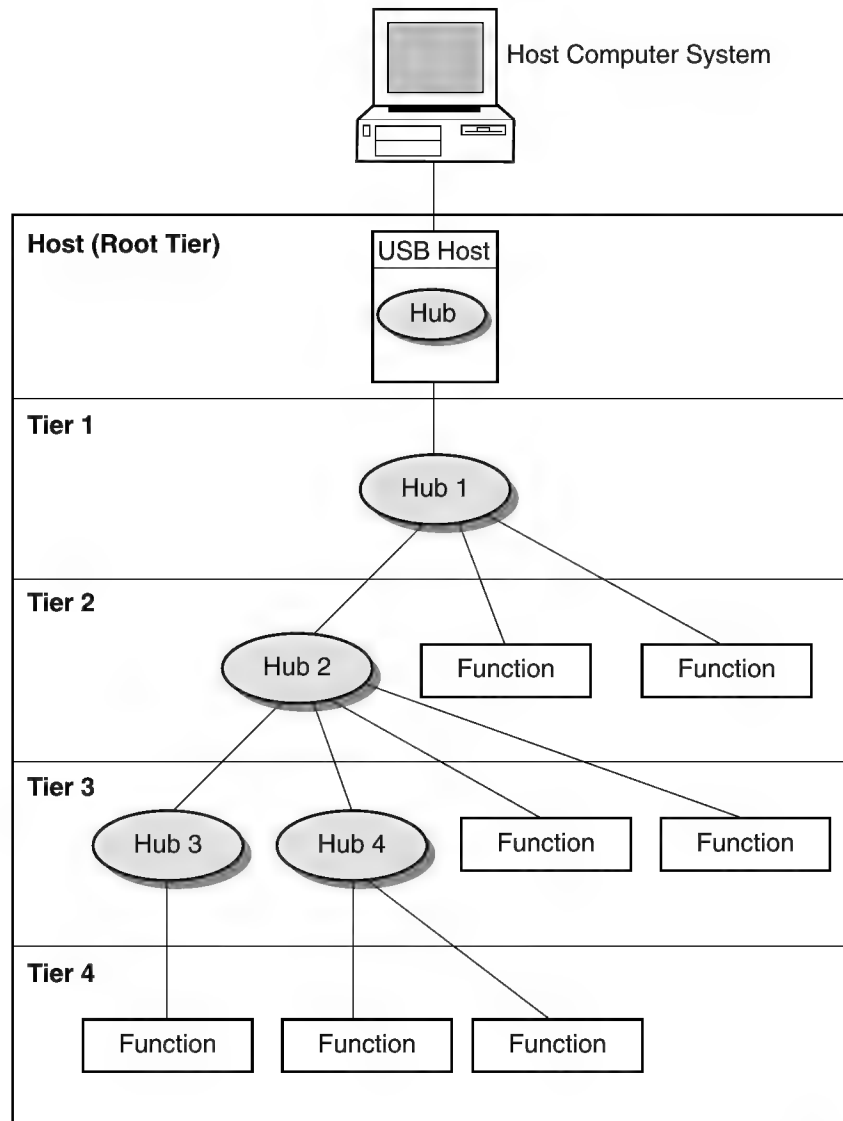 Host Computer System
Host (Root Tier)
USB Host
Hub
Tier 1
Hub 1
Tier 2
Hub 2
Function
Function
Tier 3
Hub 3
Hub 4
Function
Function
Tier 4
Function
Function
Function